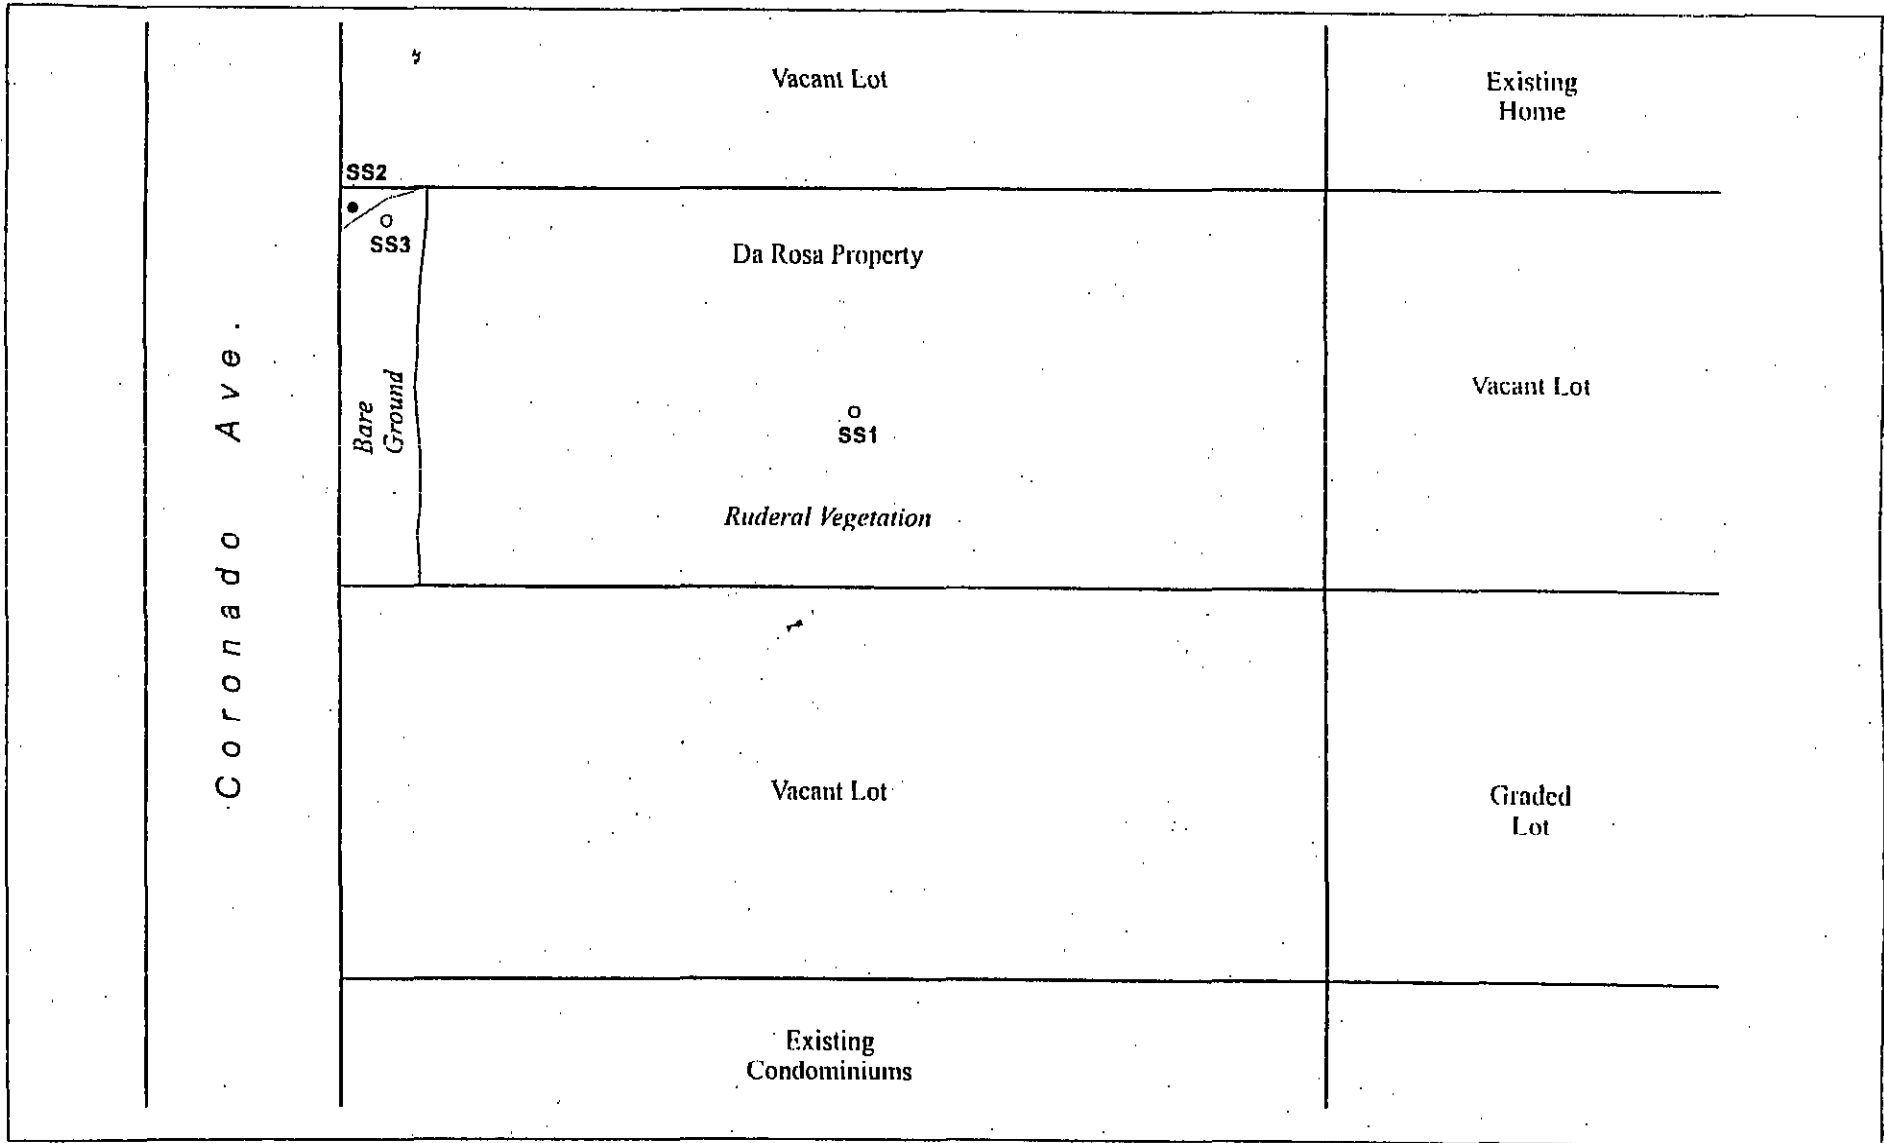 Vacant Lot
Existing
Home
SS2
SS3
Da Rosa Property
Coronado Ave.
Bare
Ground
Vacant Lot
SS1
Ruderal Vegetation
Vacant Lot
Graded
Lot
Existing
Condominiums